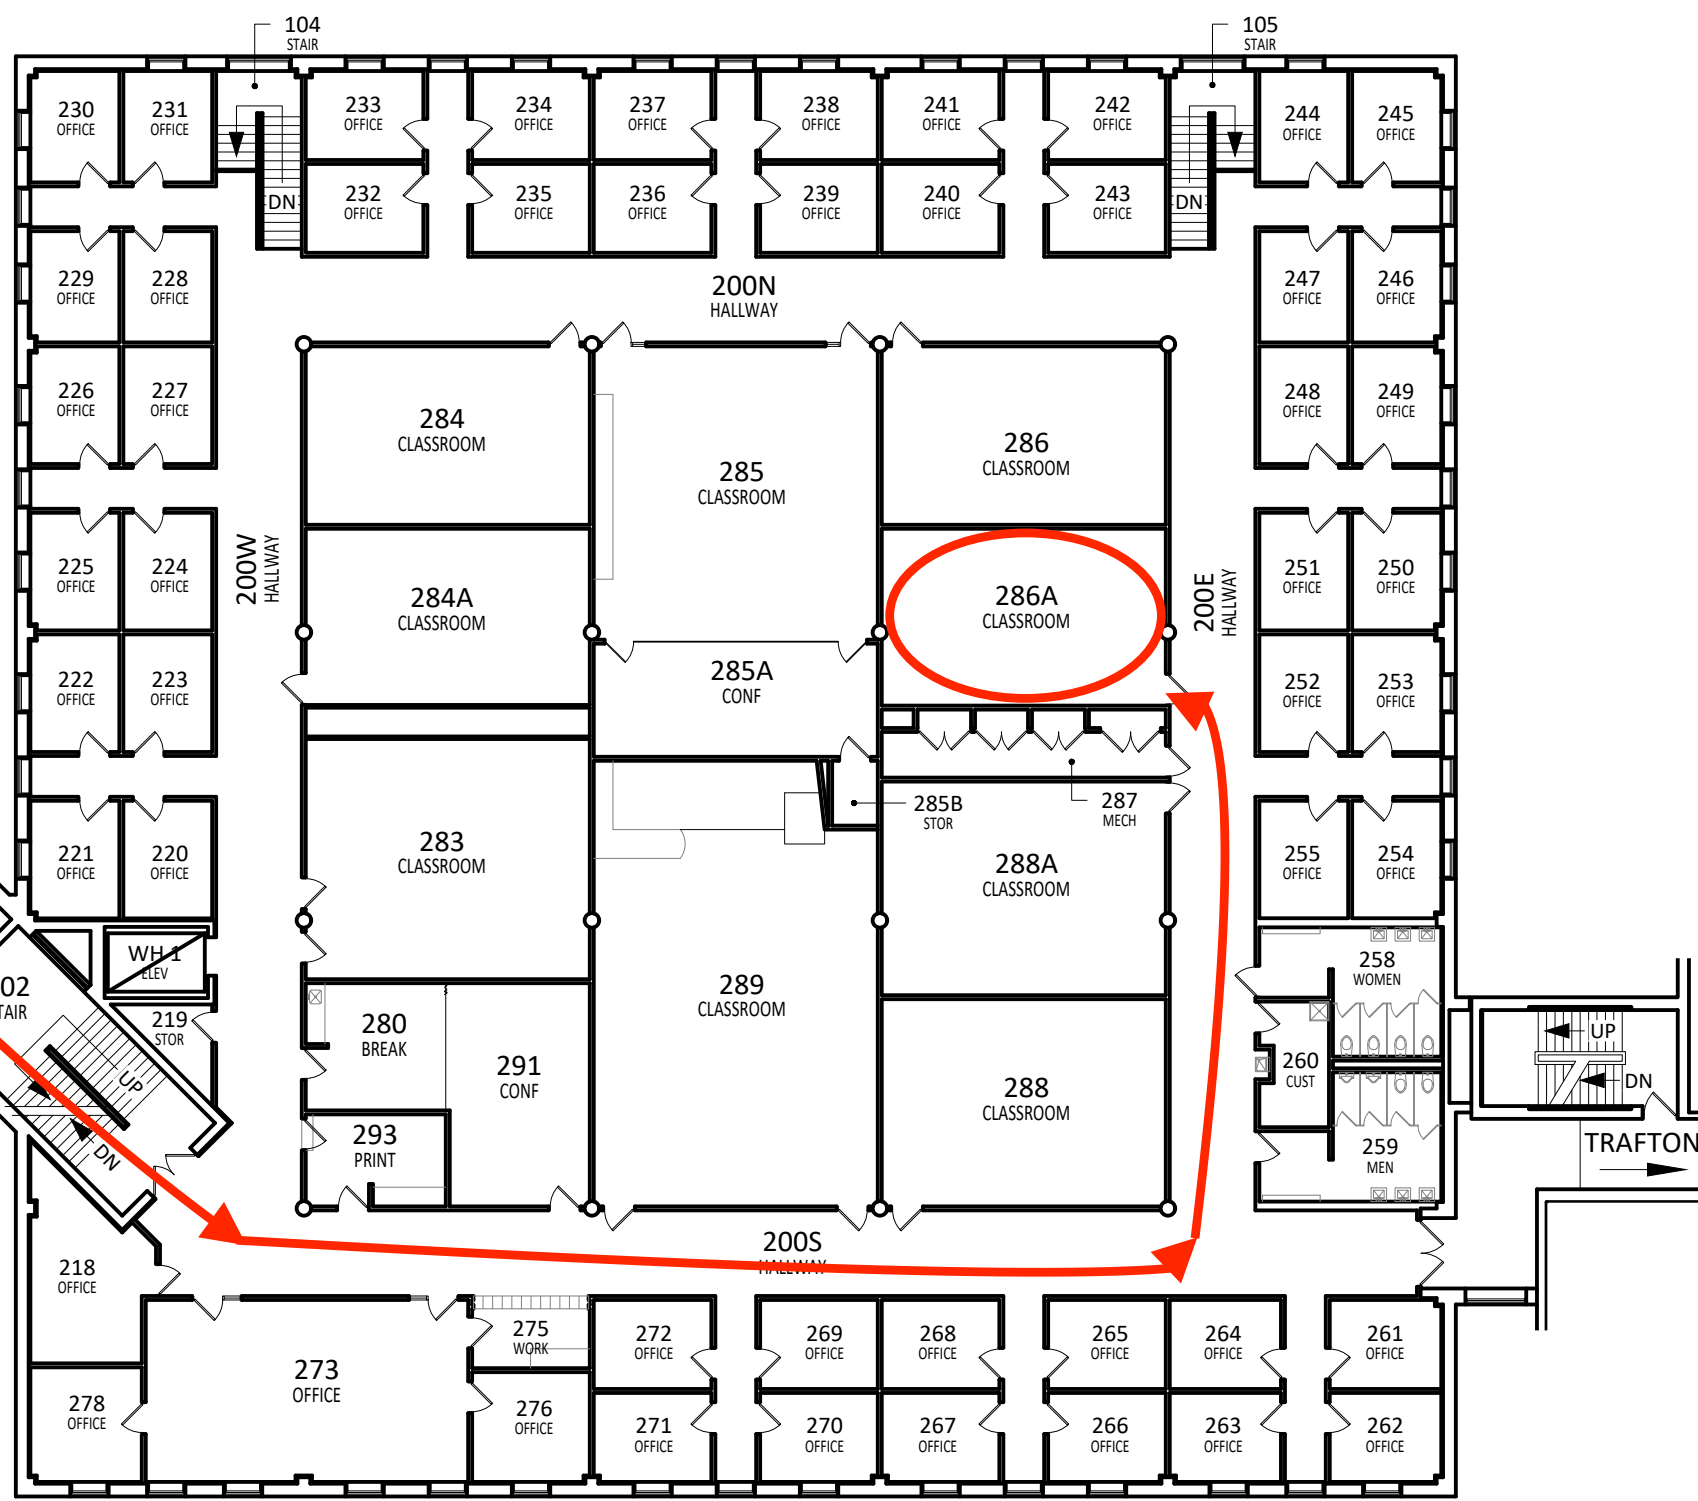 104
STAIR
105
STAIR
230
OFFICE
231
OFFICE
233
OFFICE
234
OFFICE
237
OFFICE
238
OFFICE
241
OFFICE
242
OFFICE
244
OFFICE
245
OFFICE
232
OFFICE
235
OFFICE
236
OFFICE
239
OFFICE
240
OFFICE
243
OFFICE
DN
DN
229
OFFICE
228
OFFICE
200N
HALLWAY
247
OFFICE
246
OFFICE
226
OFFICE
227
OFFICE
284
CLASSROOM
285
CLASSROOM
286
CLASSROOM
248
OFFICE
249
OFFICE
225
OFFICE
224
OFFICE
200W
HALLWAY
284A
CLASSROOM
286A
CLASSROOM
200E
HALLWAY
251
OFFICE
250
OFFICE
222
OFFICE
223
OFFICE
285A
CONF
252
OFFICE
253
OFFICE
221
OFFICE
220
OFFICE
283
CLASSROOM
285B
STOR
287
MECH
288A
CLASSROOM
255
OFFICE
254
OFFICE
WH-1
ELEV
02
TAIR
219
STOR
UP
DN
280
BREAK
291
CONF
293
PRINT
289
CLASSROOM
288
CLASSROOM
258
WOMEN
260
CUST
259
MEN
UP
DN
TRAFTON
200S
HALLWAY
218
OFFICE
278
OFFICE
273
OFFICE
275
WORK
276
OFFICE
272
OFFICE
269
OFFICE
268
OFFICE
265
OFFICE
264
OFFICE
261
OFFICE
271
OFFICE
270
OFFICE
267
OFFICE
266
OFFICE
263
OFFICE
262
OFFICE